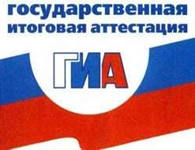 государственная
итоговая аттестация
ГИА